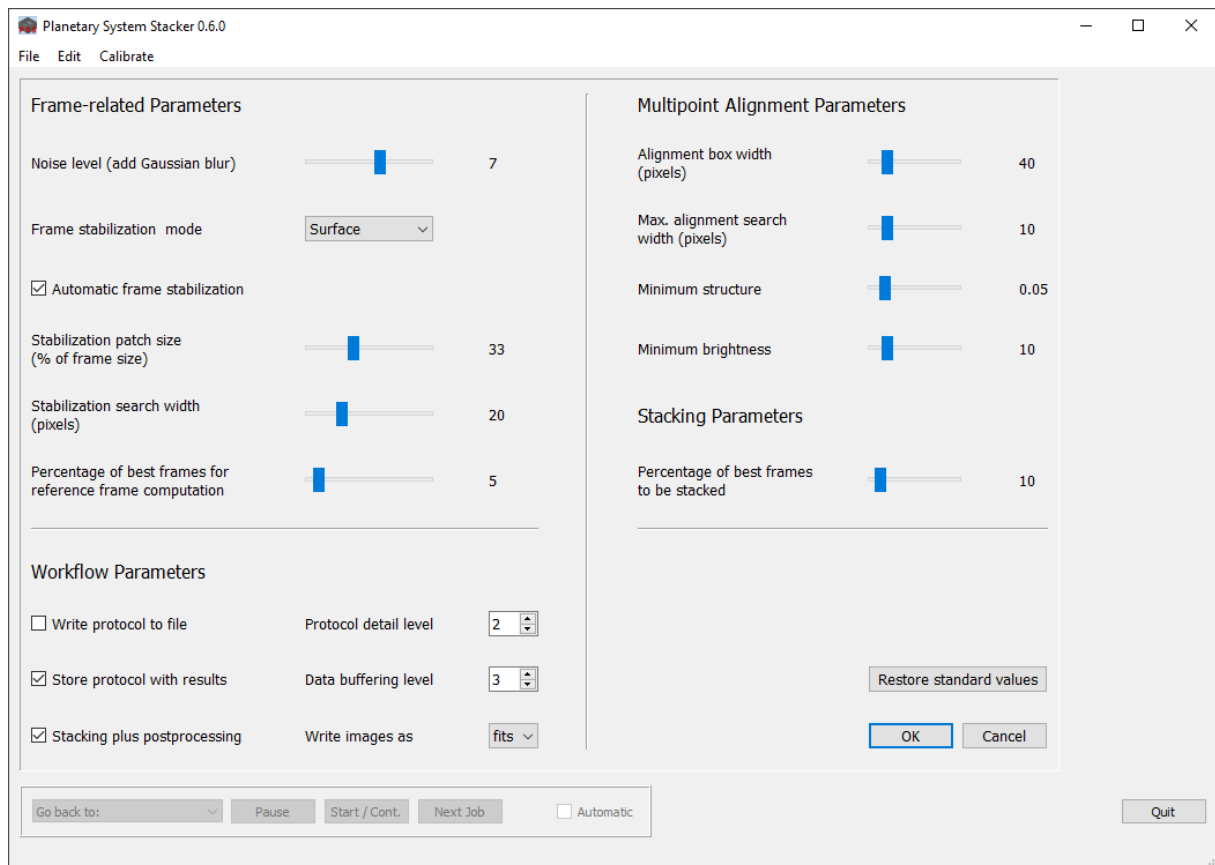 Planetary System Stacker 0.6.0
File Edit Calibrate
Frame-related Parameters
Noise level (add Gaussian blur) 7
Frame stabilization mode Surface
Automatic frame stabilization
Stabilization patch size
(% of frame size) 33
Stabilization search width
(pixels) 20
Percentage of best frames for
reference frame computation 5
Workflow Parameters
Write protocol to file Protocol detail level 2
Store protocol with results Data buffering level 3
Stacking plus postprocessing Write images as fits
Multipoint Alignment Parameters
Alignment box width
(pixels) 40
Max. alignment search
width (pixels) 10
Minimum structure 0.05
Minimum brightness 10
Stacking Parameters
Percentage of best frames
to be stacked 10
Restore standard values
OK Cancel
Go back to: Pause Start / Cont. Next Job Automatic Quit